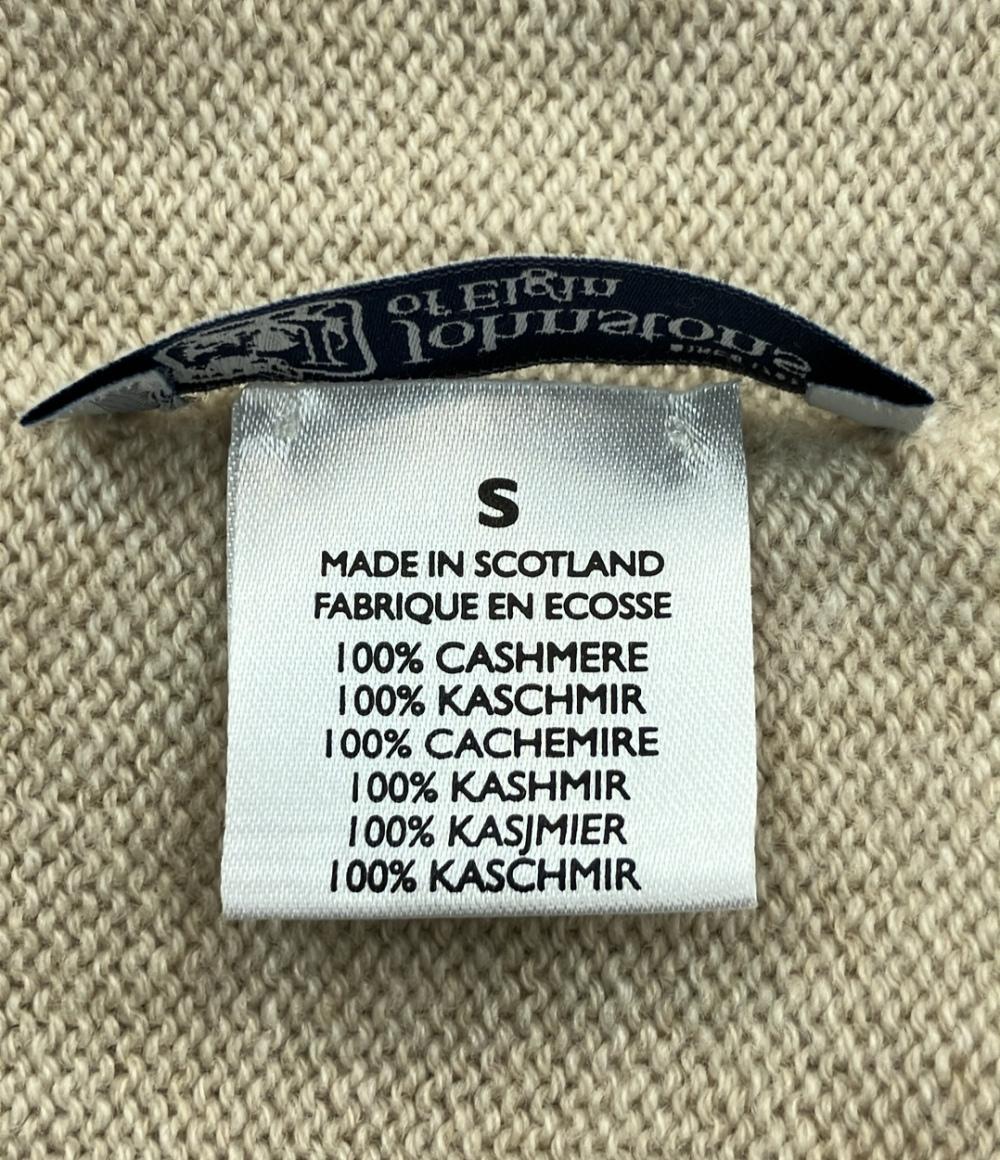 Johnstons
of Elgin
S
MADE IN SCOTLAND
FABRIQUE EN ECOSSE
100% CASHMERE
100% KASCHMIR
100% CACHEMIRE
100% KASHMIR
100% KASJMIER
100% KASCHMIR